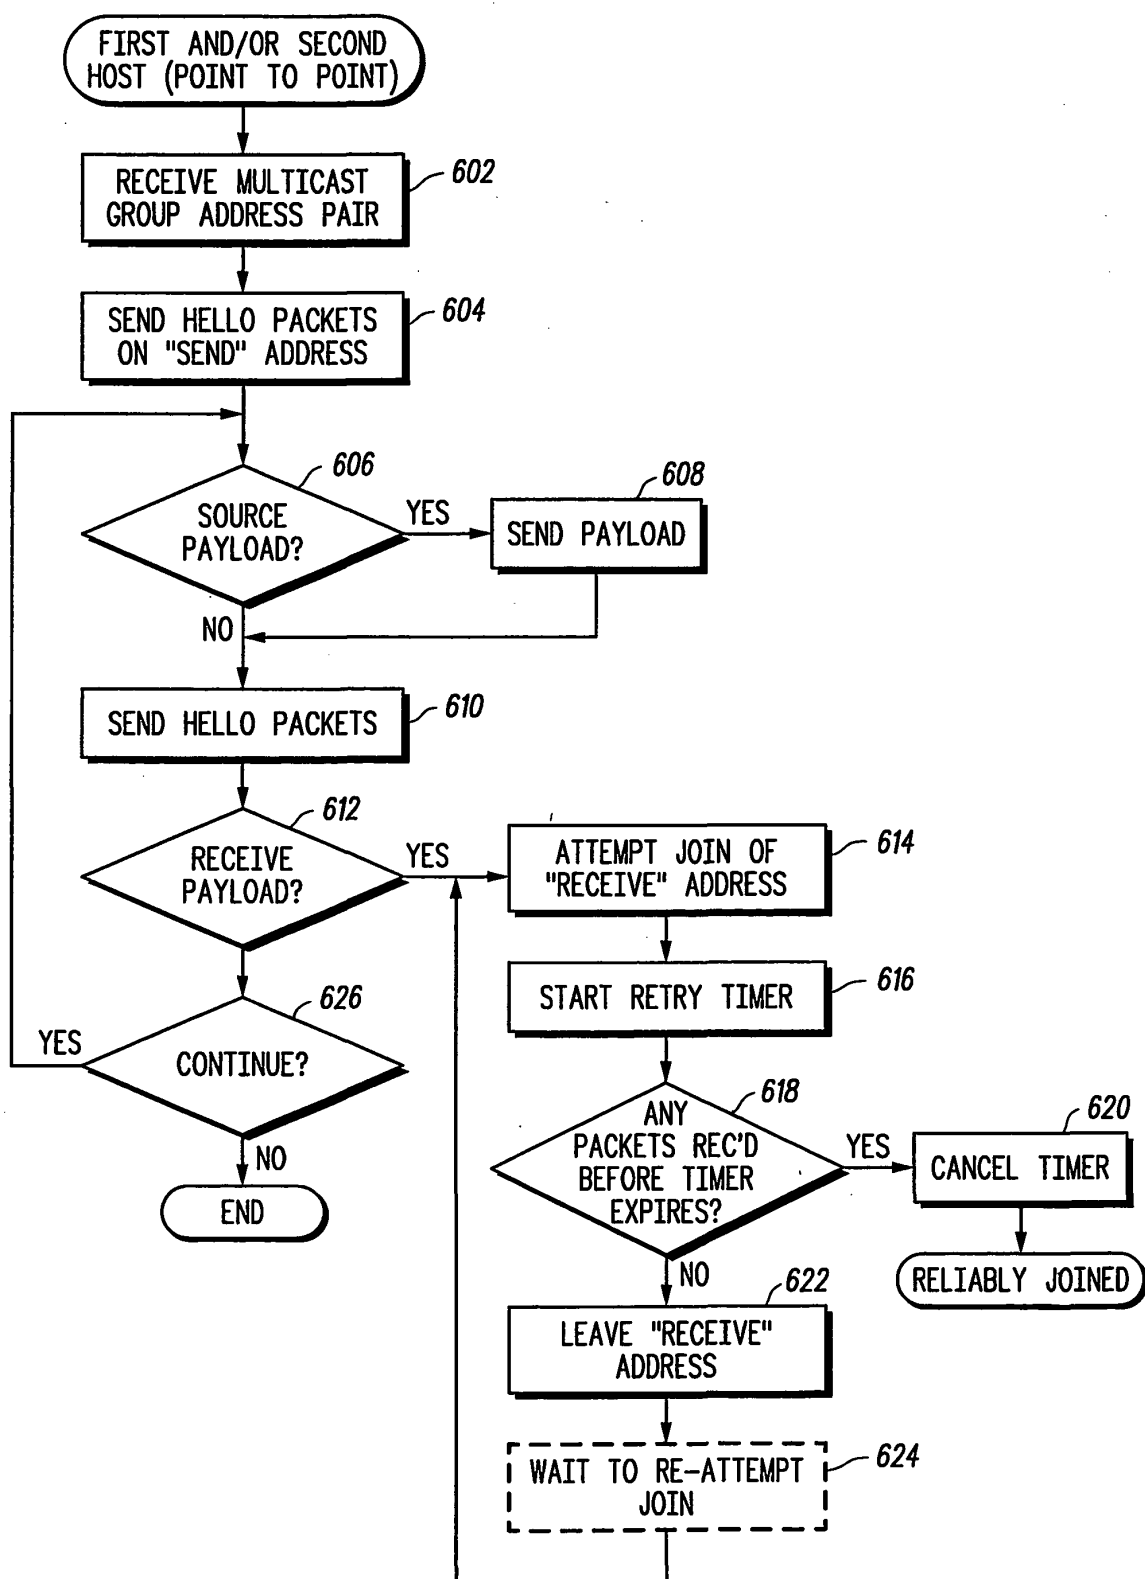 FIRST AND/OR SECOND
HOST (POINT TO POINT)
RECEIVE MULTICAST
GROUP ADDRESS PAIR
602
SEND HELLO PACKETS
ON "SEND" ADDRESS
604
606
SOURCE
PAYLOAD?
YES
608
SEND PAYLOAD
NO
SEND HELLO PACKETS
610
612
RECEIVE
PAYLOAD?
YES
ATTEMPT JOIN OF
"RECEIVE" ADDRESS
614
START RETRY TIMER
616
626
CONTINUE?
YES
NO
END
618
ANY
PACKETS REC'D
BEFORE TIMER
EXPIRES?
YES
620
CANCEL TIMER
RELIABLY JOINED
NO
622
LEAVE "RECEIVE"
ADDRESS
WAIT TO RE-ATTEMPT
JOIN
624